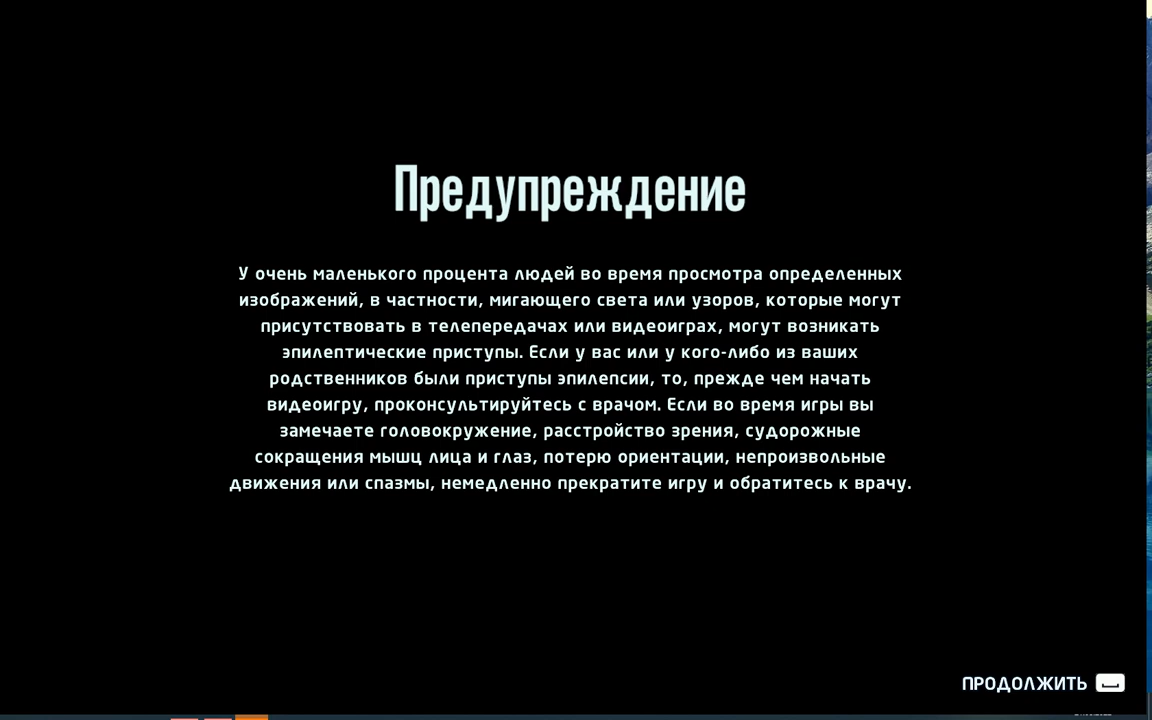 Предупреждение
У очень маленького процента людей во время просмотра определенных
изображений, в частности, мигающего света или узоров, которые могут
присутствовать в телепередачах или видеоиграх, могут возникать
эпилептические приступы. Если у вас или у кого-либо из ваших
родственников были приступы эпилепсии, то, прежде чем начать
видеоигру, проконсультируйтесь с врачом. Если во время игры вы
замечаете головокружение, расстройство зрения, судорожные
сокращения мышц лица и глаз, потерю ориентации, непроизвольные
движения или спазмы, немедленно прекратите игру и обратитесь к врачу.
ПРОДОЛЖИТЬ